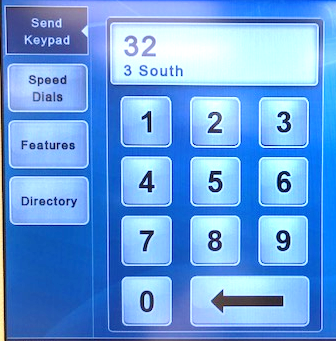 Send
Keypad
32
3 South
Speed
Dials
Features
Directory
1 2 3
4 5 6
7 8 9
0